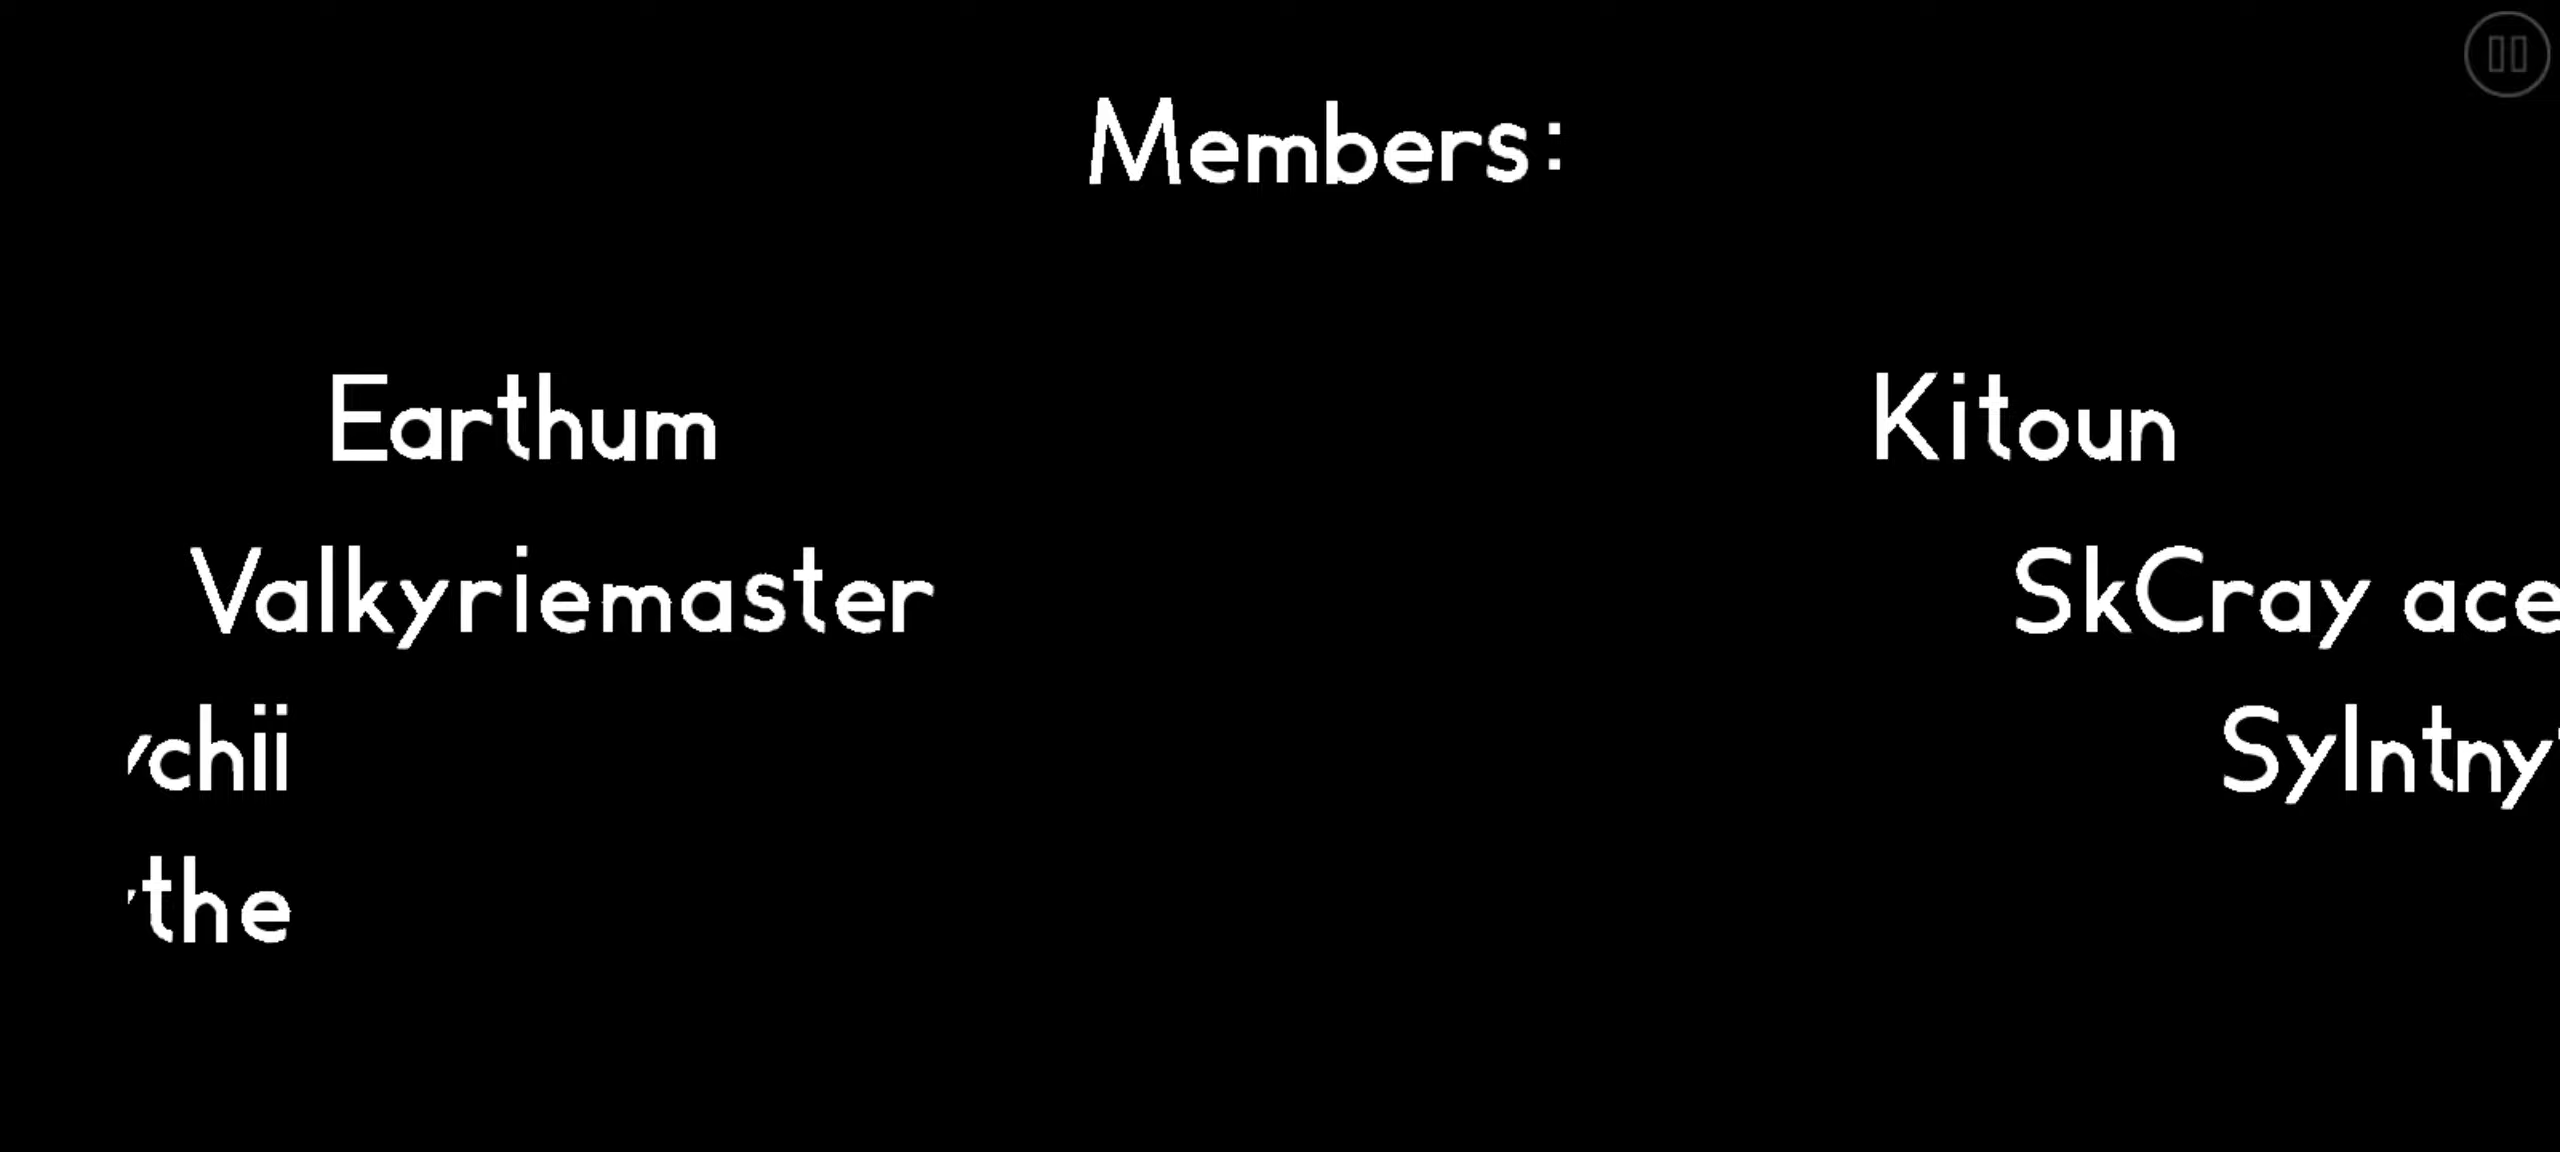 Members:
Earthum
Kitoun
Valkyriemaster
SkCray ace
chii
Sylntny
the